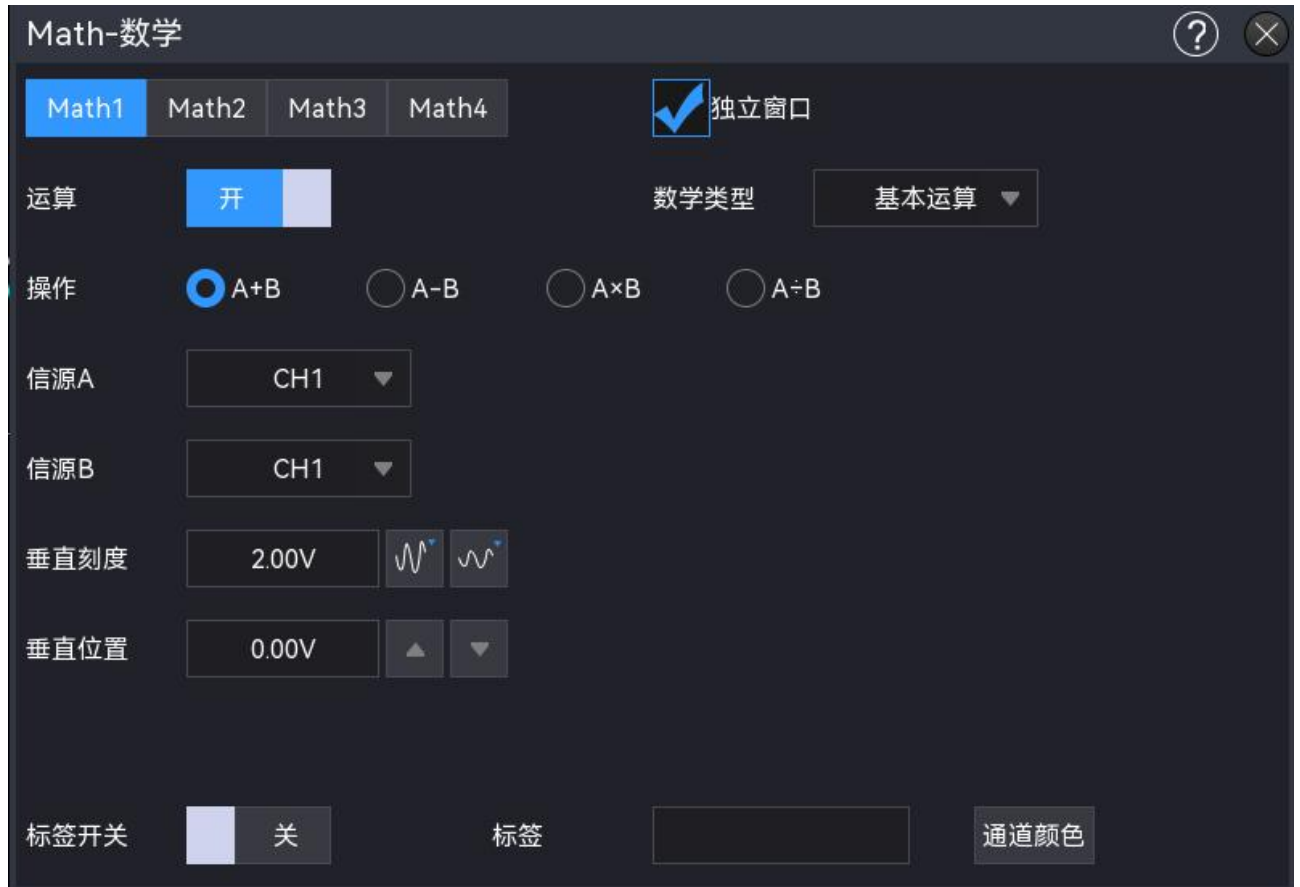 Math-数学
Math1 Math2 Math3 Math4 独立窗口
运算 开 数学类型 基本运算
操作 A+B A-B A×B A÷B
信源A CH1
信源B CH1
垂直刻度 2.00V
垂直位置 0.00V
标签开关 关 标签 通道颜色